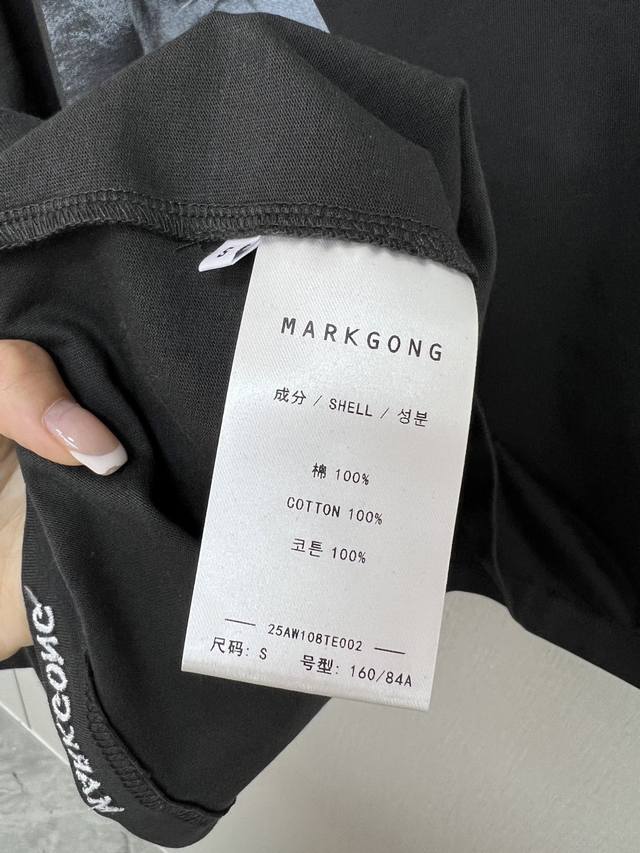 MARKGONG
成分 / SHELL / 성분
棉 100%
COTTON 100%
코튼 100%
25AW108TE002
尺码: S
号型: 160/84A
S
MARKGONG